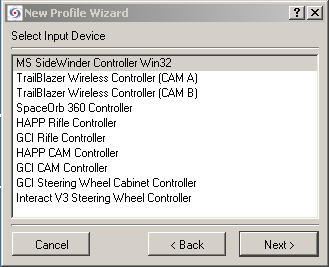 New Profile Wizard
Select Input Device
MS SideWinder Controller Win32
TrailBlazer Wireless Controller (CAM A)
TrailBlazer Wireless Controller (CAM B)
SpaceOrb 360 Controller
HAPP Rifle Controller
GCI Rifle Controller
HAPP CAM Controller
GCI CAM Controller
GCI Steering Wheel Cabinet Controller
Interact V3 Steering Wheel Controller
Cancel < Back Next >